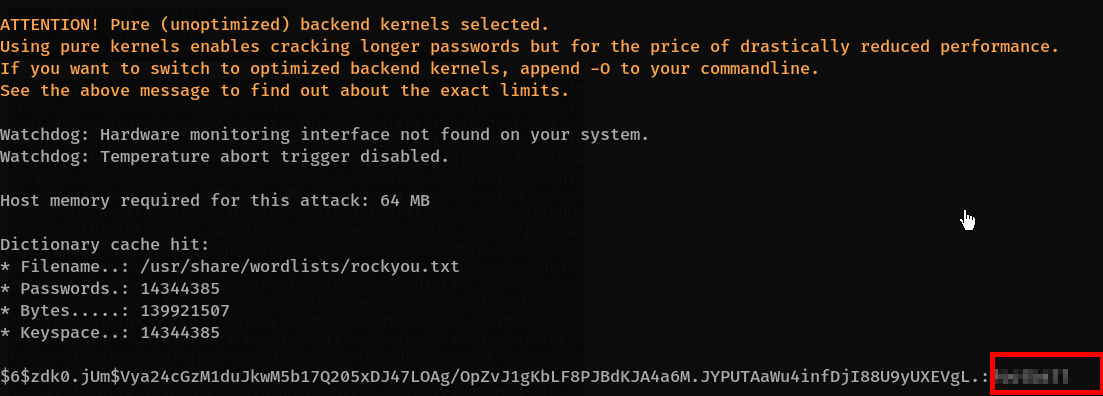 ATTENTION! Pure (unoptimized) backend kernels selected.
Using pure kernels enables cracking longer passwords but for the price of drastically reduced performance.
If you want to switch to optimized backend kernels, append -O to your commandline.
See the above message to find out about the exact limits.
Watchdog: Hardware monitoring interface not found on your system.
Watchdog: Temperature abort trigger disabled.
Host memory required for this attack: 64 MB
Dictionary cache hit:
* Filename..: /usr/share/wordlists/rockyou.txt
* Passwords.: 14344385
* Bytes.....: 139921507
* Keyspace..: 14344385
$6$zdk0.jUm$Vya24cGzM1duJkwM5b17Q205xDJ47LOAg/OpZvJ1gKbLF8PJBdKJA4a6M.JYPUTAaWu4infDjI88U9yUXEVgL.: